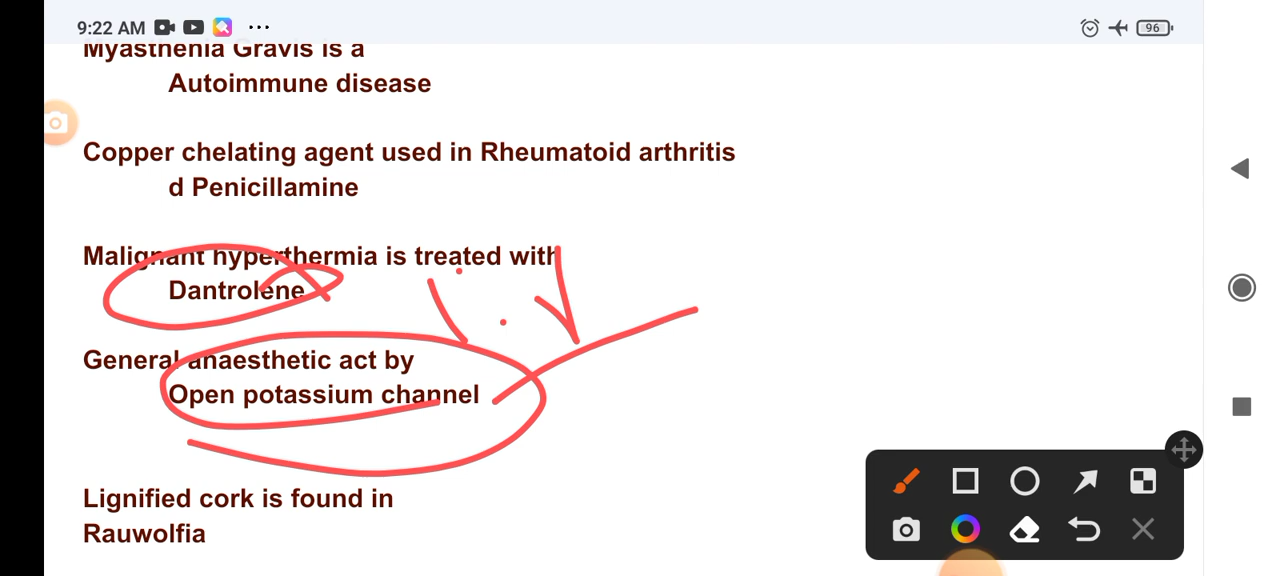 9:22 AM
96
Myasthenia Gravis is a
Autoimmune disease
Copper chelating agent used in Rheumatoid arthritis
d Penicillamine
Malignant hyperthermia is treated with
Dantrolene
General anaesthetic act by
Open potassium channel
Lignified cork is found in
Rauwolfia